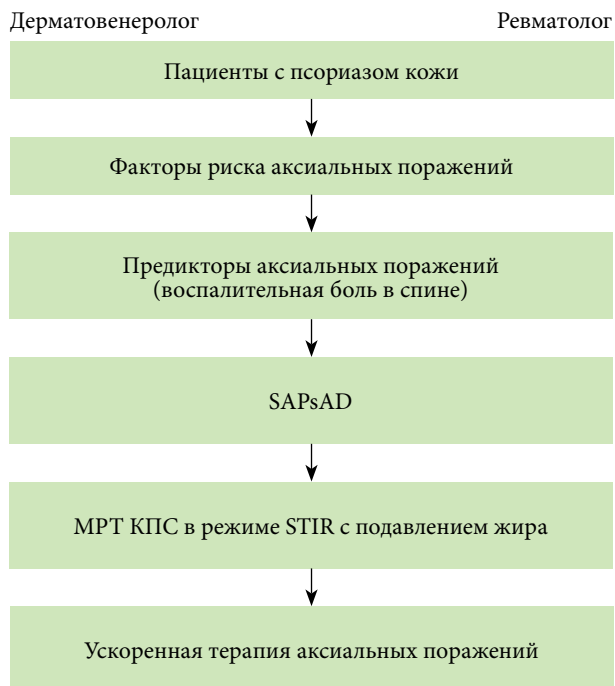 Дерматовенеролог Ревматолог
Пациенты с псориазом кожи
Факторы риска аксиальных поражений
Предикторы аксиальных поражений
(воспалительная боль в спине)
SAPsAD
МРТ КПС в режиме STIR с подавлением жира
Ускоренная терапия аксиальных поражений